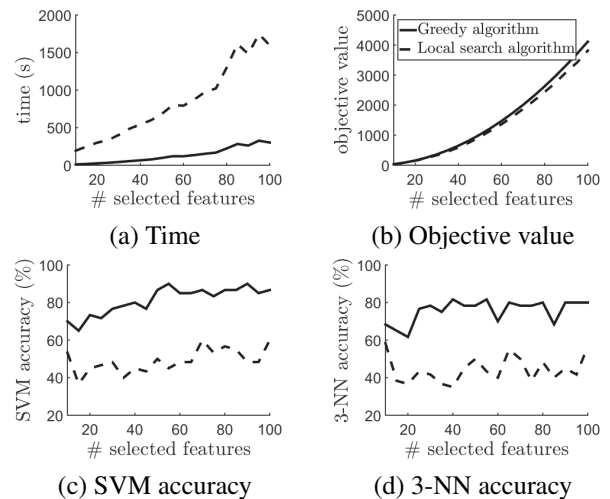 2000
1500
1000
500
0
time (s)
20 40 60 80 100
# selected features
(a) Time
5000
4000
3000
2000
1000
0
objective value
Greedy algorithm
Local search algorithm
20 40 60 80 100
# selected features
(b) Objective value
100
80
60
40
20
SVM accuracy (%)
20 40 60 80 100
# selected features
(c) SVM accuracy
100
80
60
40
20
3-NN accuracy (%)
20 40 60 80 100
# selected features
(d) 3-NN accuracy